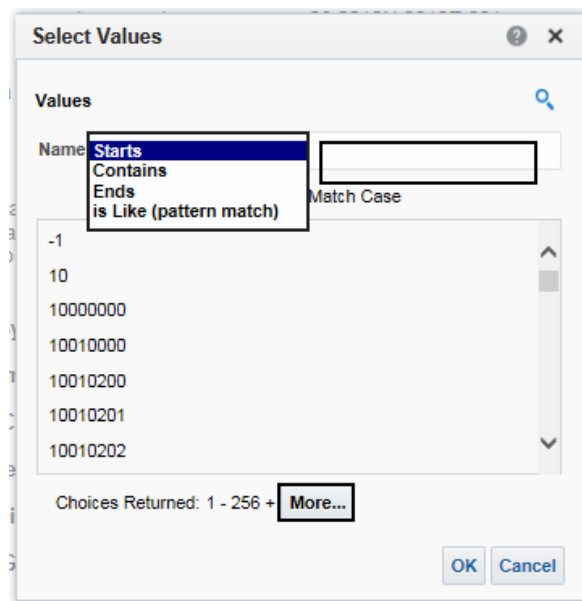 Select Values
Values
Name Starts
Contains
Ends
is Like (pattern match)
Match Case
-1
10
10000000
10010000
10010200
10010201
10010202
Choices Returned: 1 - 256 + More...
OK Cancel